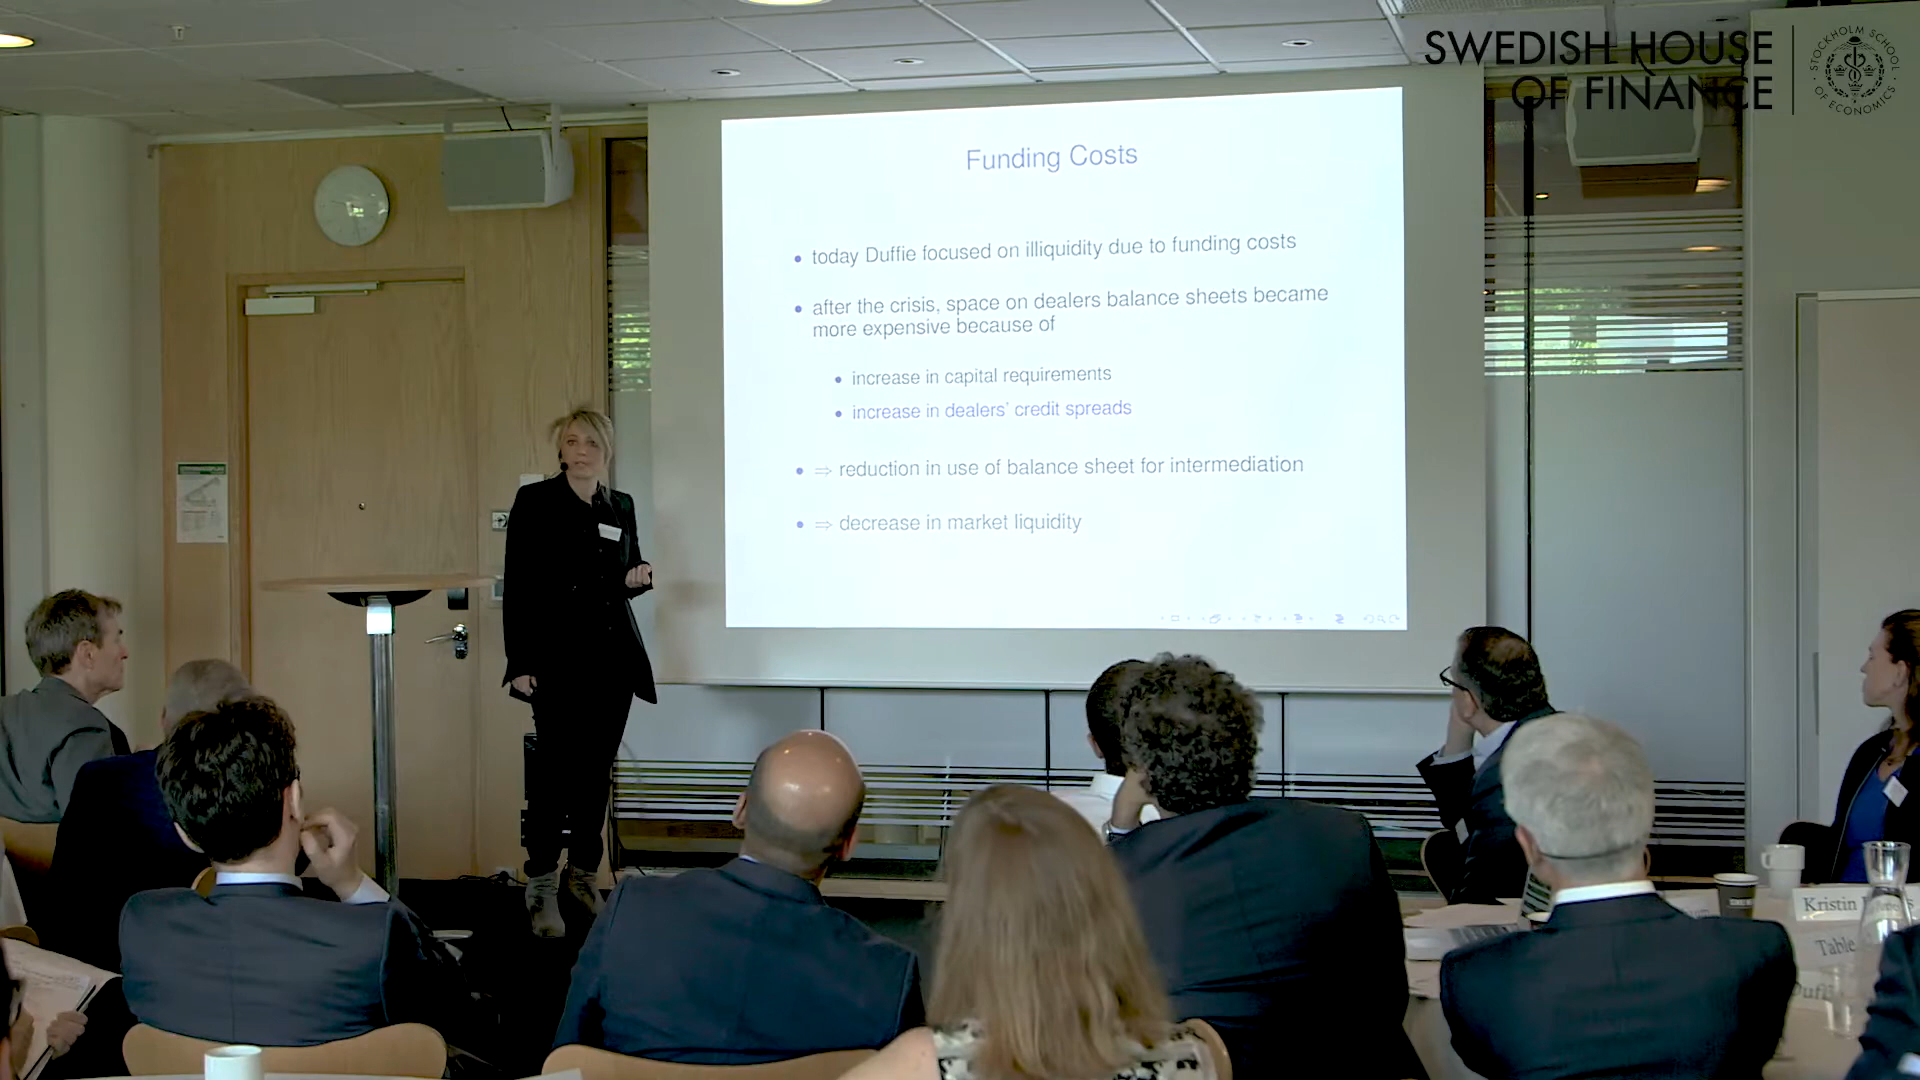 SWEDISH HOUSE
OF FINANCE
STOCKHOLM SCHOOL
OF ECONOMICS
Funding Costs
• today Duffie focused on illiquidity due to funding costs
• after the crisis, space on dealers balance sheets became
more expensive because of
• increase in capital requirements
• increase in dealers' credit spreads
• ⇒ reduction in use of balance sheet for intermediation
• ⇒ decrease in market liquidity
Kristin
Table